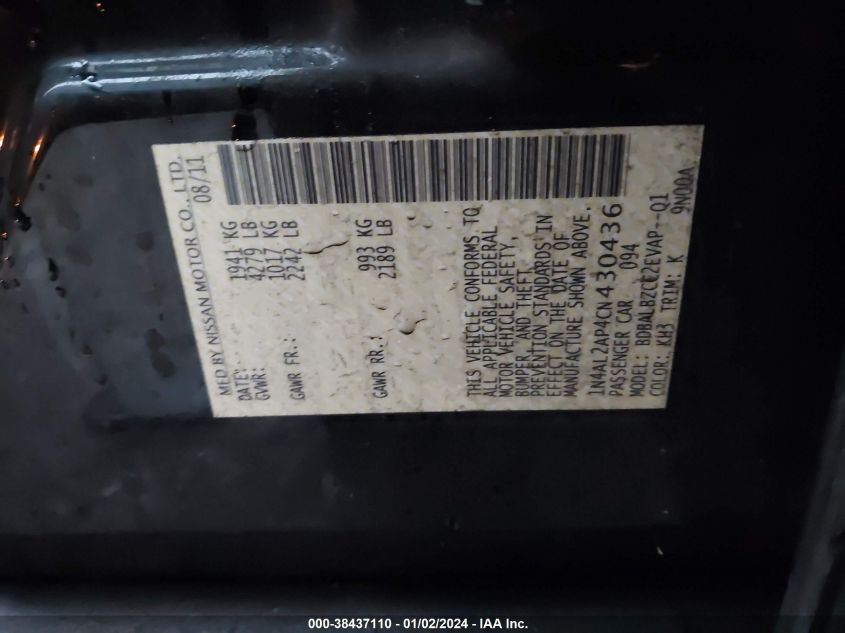 MFD BY NISSAN MOTOR CO., LTD.
DATE: 08/11
GVWR: 1941 KG
4279 LB
GAWR FR.: 1012 KG
2242 LB
GAWR RR.: 993 KG
2189 LB
THIS VEHICLE CONFORMS TO
ALL APPLICABLE FEDERAL
MOTOR VEHICLE SAFETY,
BUMPER, AND THEFT
PREVENTION STANDARDS IN
EFFECT ON THE DATE OF
MANUFACTURE SHOWN ABOVE.
1N4AL2AP4CN430436
PASSENGER CAR 094
MODEL: BDBALBZCE2EVAP--Q1
COLOR: KH3 TRIM: K 9N00A
000-38437110 - 01/02/2024 - IAA Inc.